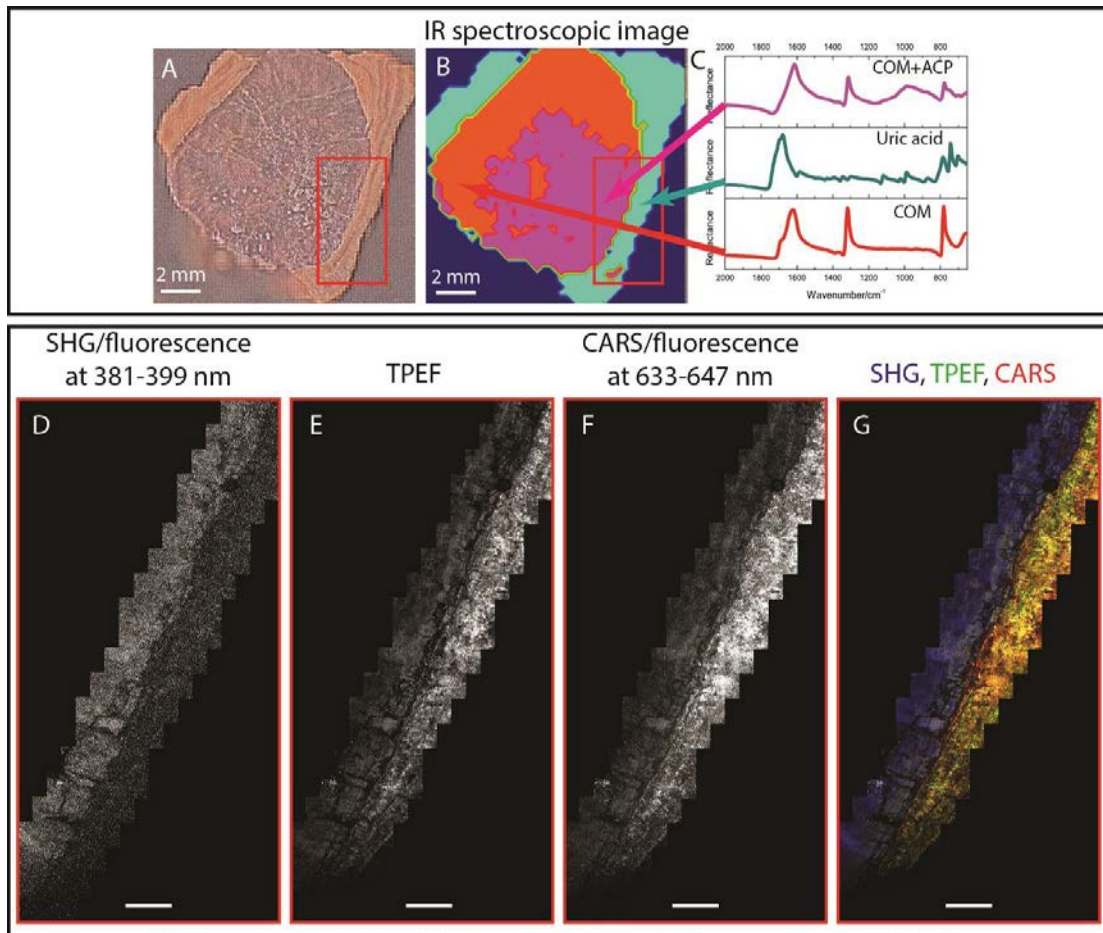 IR spectroscopic image
A
B
C
2000 1800 1600 1400 1200 1000 800
COM+ACP
Reflectance
Uric acid
Reflectance
COM
Reflectance
2000 1800 1600 1400 1200 1000 800
Wavenumber/cm⁻¹
2 mm
2 mm
SHG/fluorescence
at 381-399 nm
TPEF
CARS/fluorescence
at 633-647 nm
SHG, TPEF, CARS
D
E
F
G